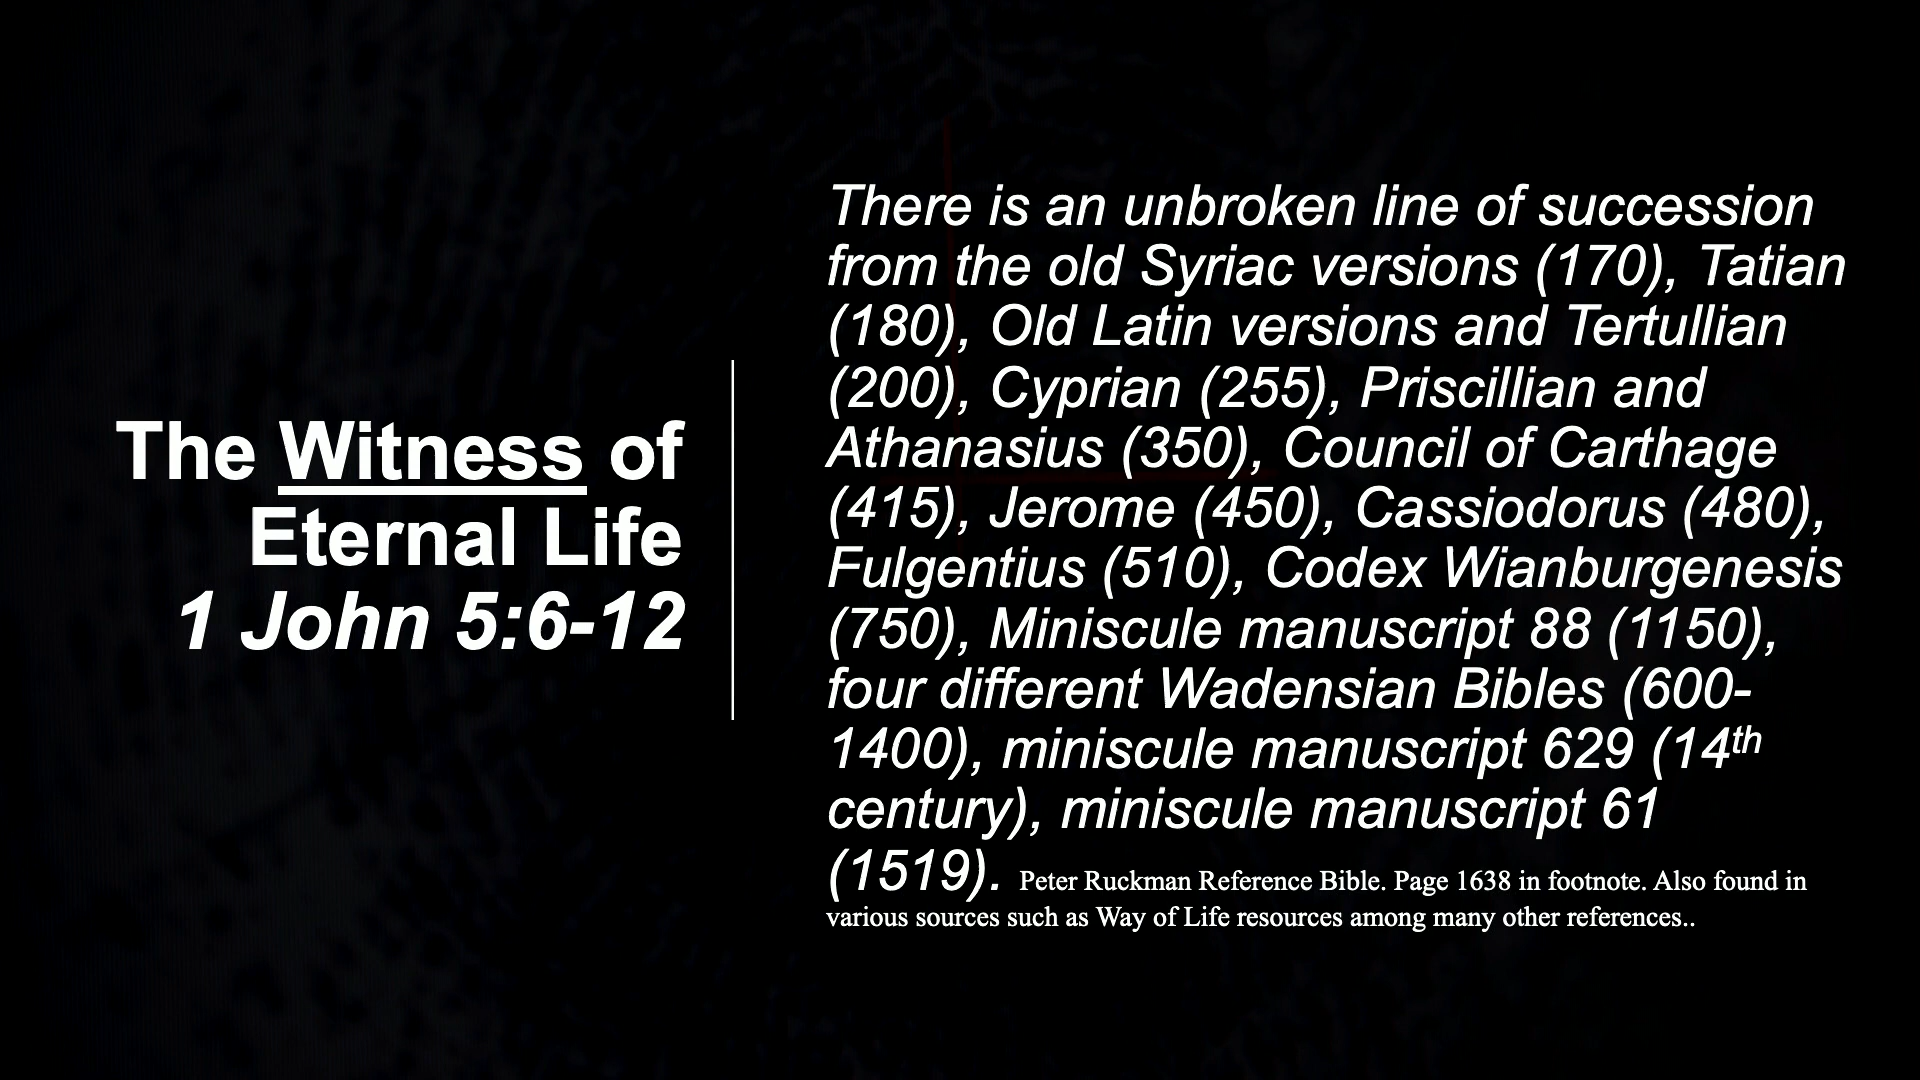 The Witness of
Eternal Life
1 John 5:6-12
There is an unbroken line of succession
from the old Syriac versions (170), Tatian
(180), Old Latin versions and Tertullian
(200), Cyprian (255), Priscillian and
Athanasius (350), Council of Carthage
(415), Jerome (450), Cassiodorus (480),
Fulgentius (510), Codex Wianburgenesis
(750), Miniscule manuscript 88 (1150),
four different Wadensian Bibles (600-
1400), miniscule manuscript 629 (14th
century), miniscule manuscript 61
(1519). Peter Ruckman Reference Bible. Page 1638 in footnote. Also found in
various sources such as Way of Life resources among many other references..